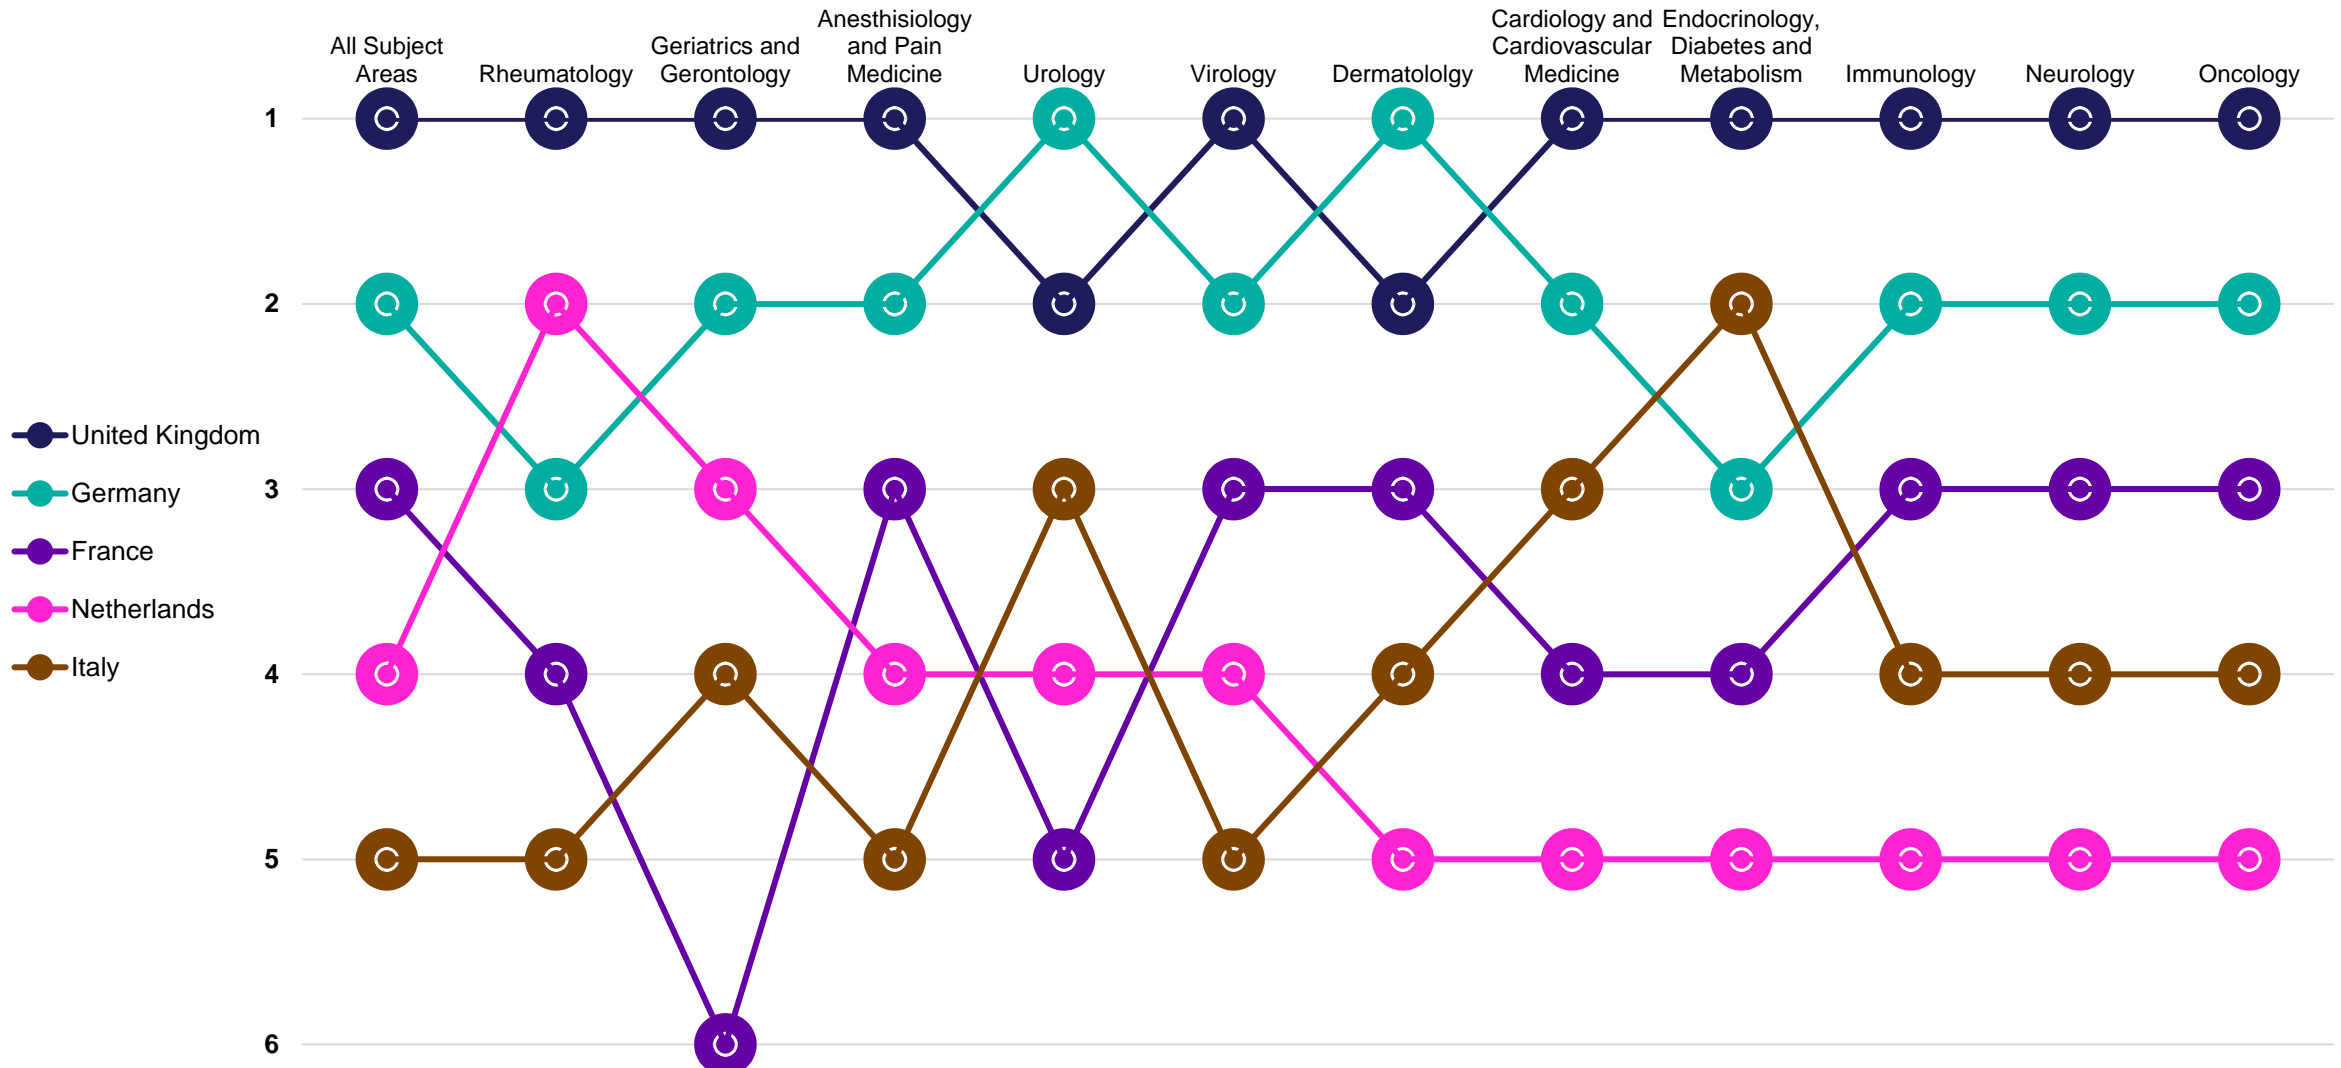 All Subject
Areas
Rheumatology
Geriatrics and
Gerontology
Anesthisiology
and Pain
Medicine
Urology
Virology
Dermatololgy
Cardiology and
Cardiovascular
Medicine
Endocrinology,
Diabetes and
Metabolism
Immunology
Neurology
Oncology
1
2
3
4
5
6
United Kingdom
Germany
France
Netherlands
Italy